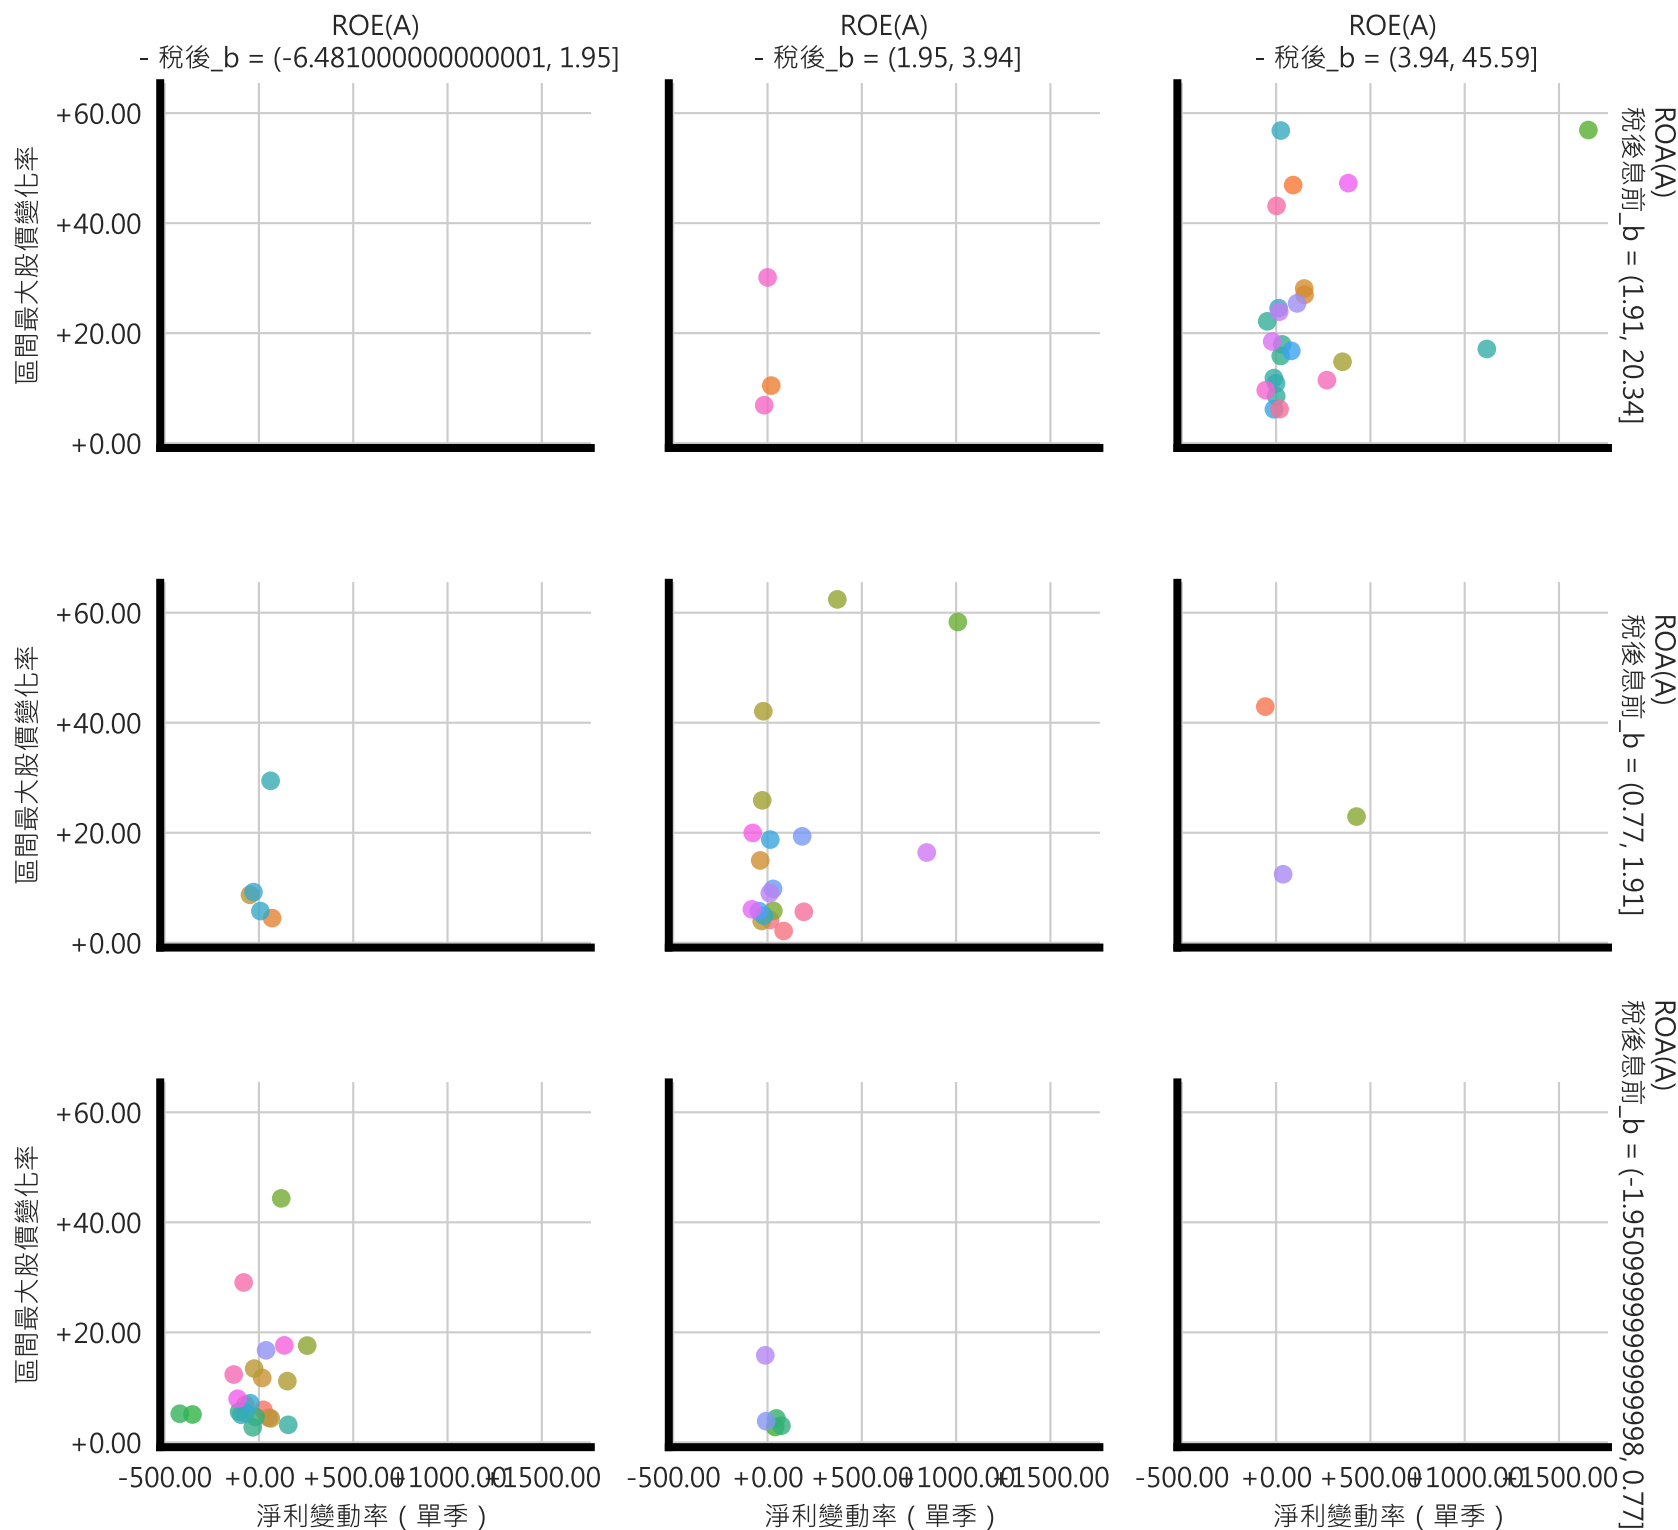 ROE(A)
- 稅後_b = (-6.481000000000001, 1.95]
ROE(A)
- 稅後_b = (1.95, 3.94]
ROE(A)
- 稅後_b = (3.94, 45.59]
區間最大股價變化率
+60.00
+40.00
+20.00
+0.00
ROA(A)
稅後息前_b = (1.91, 20.34]
區間最大股價變化率
+60.00
+40.00
+20.00
+0.00
ROA(A)
稅後息前_b = (0.77, 1.91]
區間最大股價變化率
+60.00
+40.00
+20.00
+0.00
ROA(A)
稅後息前_b = (-1.9509999999999998, 0.77]
-500.00 +0.00 +500.00 +1000.00 +1500.00
-500.00 +0.00 +500.00 +1000.00 +1500.00
-500.00 +0.00 +500.00 +1000.00 +1500.00
淨利變動率（單季）
淨利變動率（單季）
淨利變動率（單季）